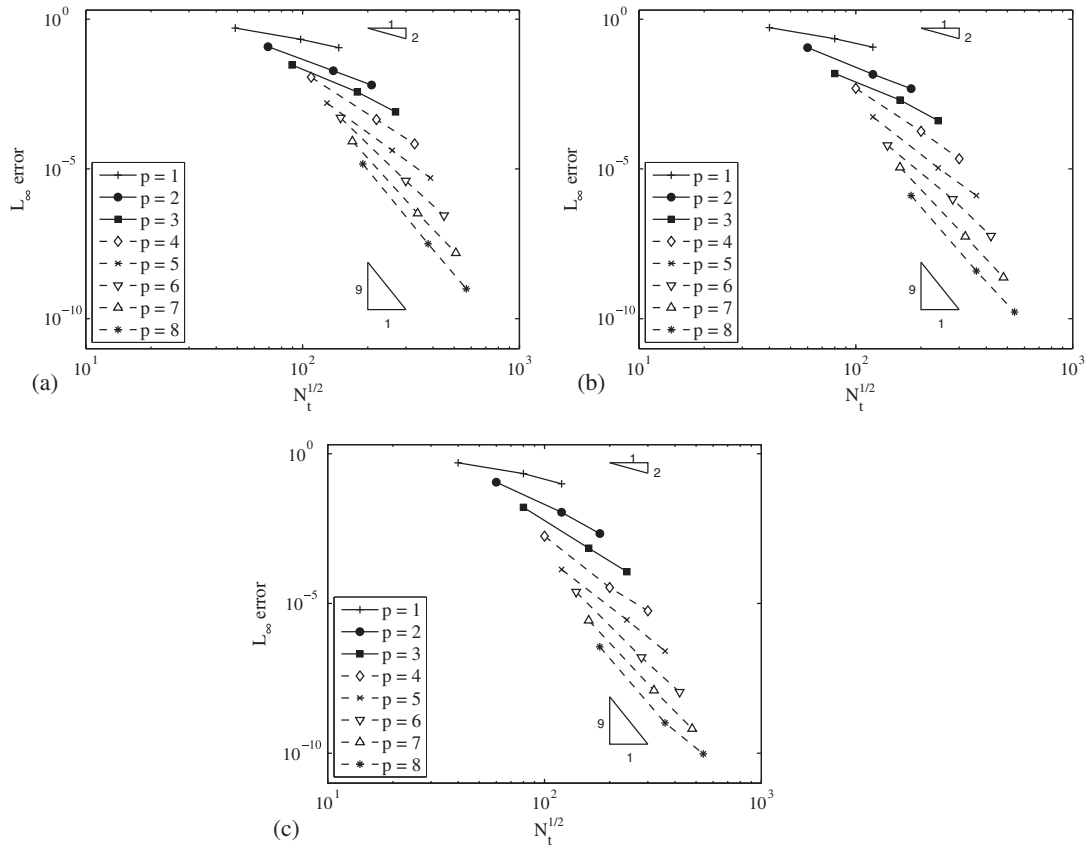 10^0
10^-5
10^-10
L∞ error
1
2
9
1
p = 1
p = 2
p = 3
p = 4
p = 5
p = 6
p = 7
p = 8
10^1
10^2
10^3
N_t^1/2
(a)
10^0
10^-5
10^-10
L∞ error
1
2
9
1
p = 1
p = 2
p = 3
p = 4
p = 5
p = 6
p = 7
p = 8
10^1
10^2
10^3
N_t^1/2
(b)
10^0
10^-5
10^-10
L∞ error
1
2
9
1
p = 1
p = 2
p = 3
p = 4
p = 5
p = 6
p = 7
p = 8
10^1
10^2
10^3
N_t^1/2
(c)